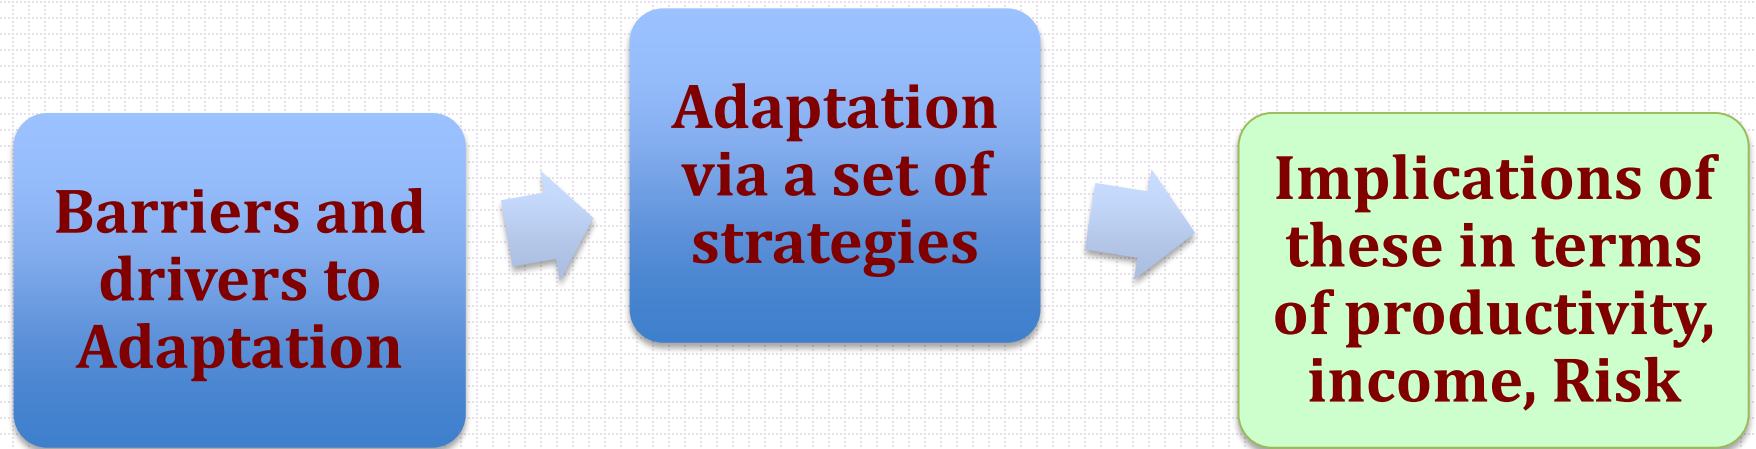 Barriers and
drivers to
Adaptation
Adaptation
via a set of
strategies
Implications of
these in terms
of productivity,
income, Risk